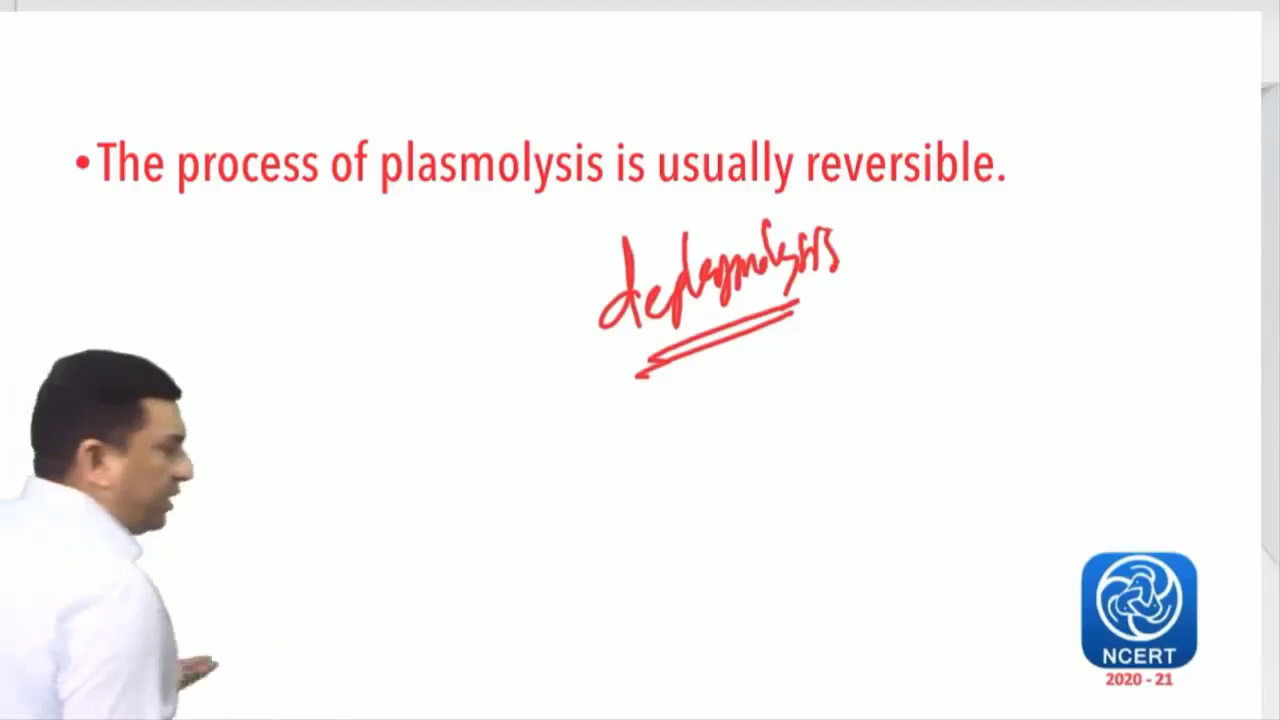 •The process of plasmolysis is usually reversible.
deplasmolysis
NCERT
2020 - 21